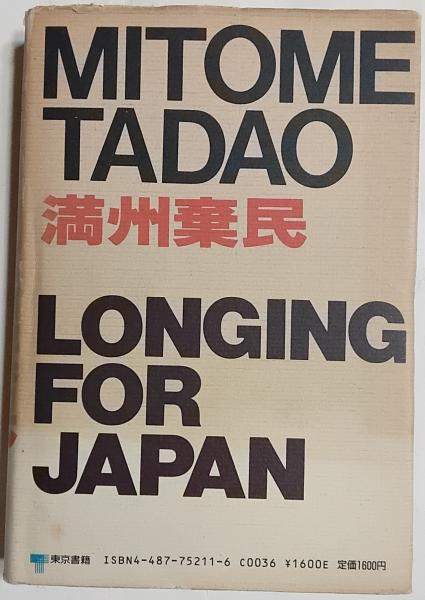 MITOME
TADAO
満州棄民
LONGING
FOR
JAPAN
東京書籍 ISBN4-487-75211-6 C0036 ¥1600E 定価1600円